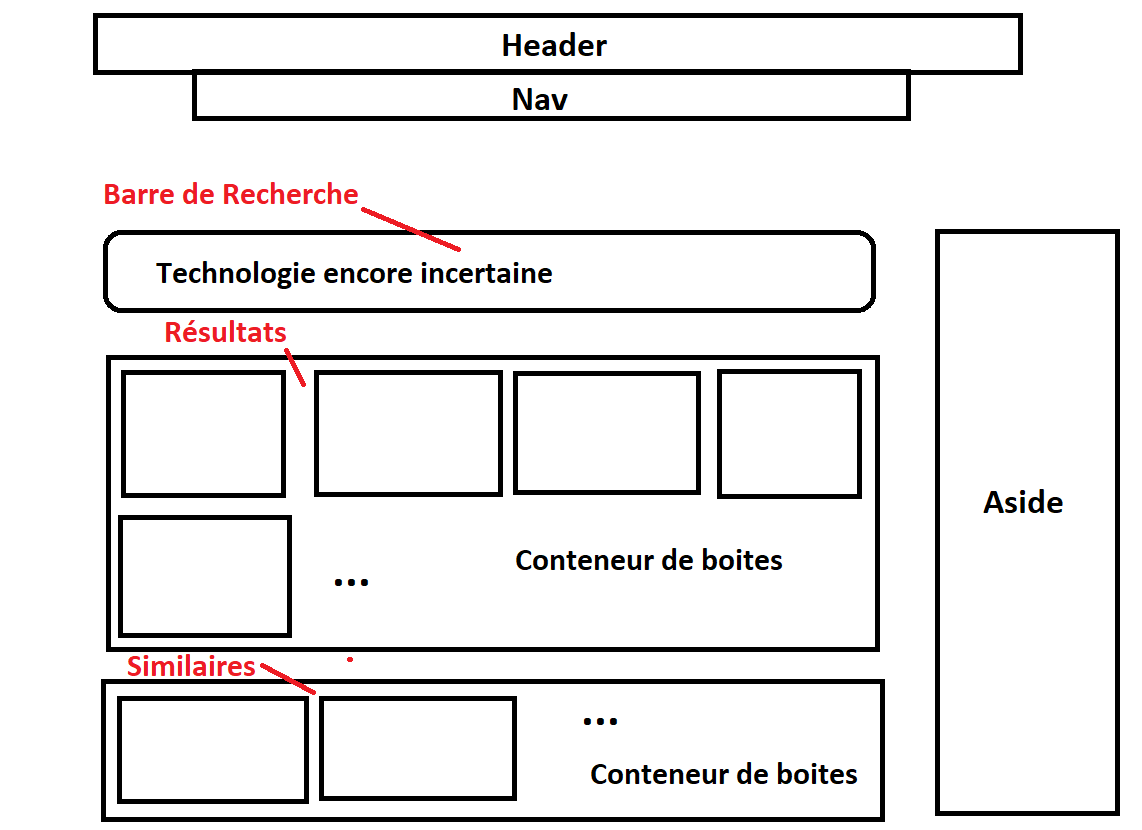 Header
Nav
Barre de Recherche
Technologie encore incertaine
Résultats
Conteneur de boites
...
Similaires
...
Conteneur de boites
Aside